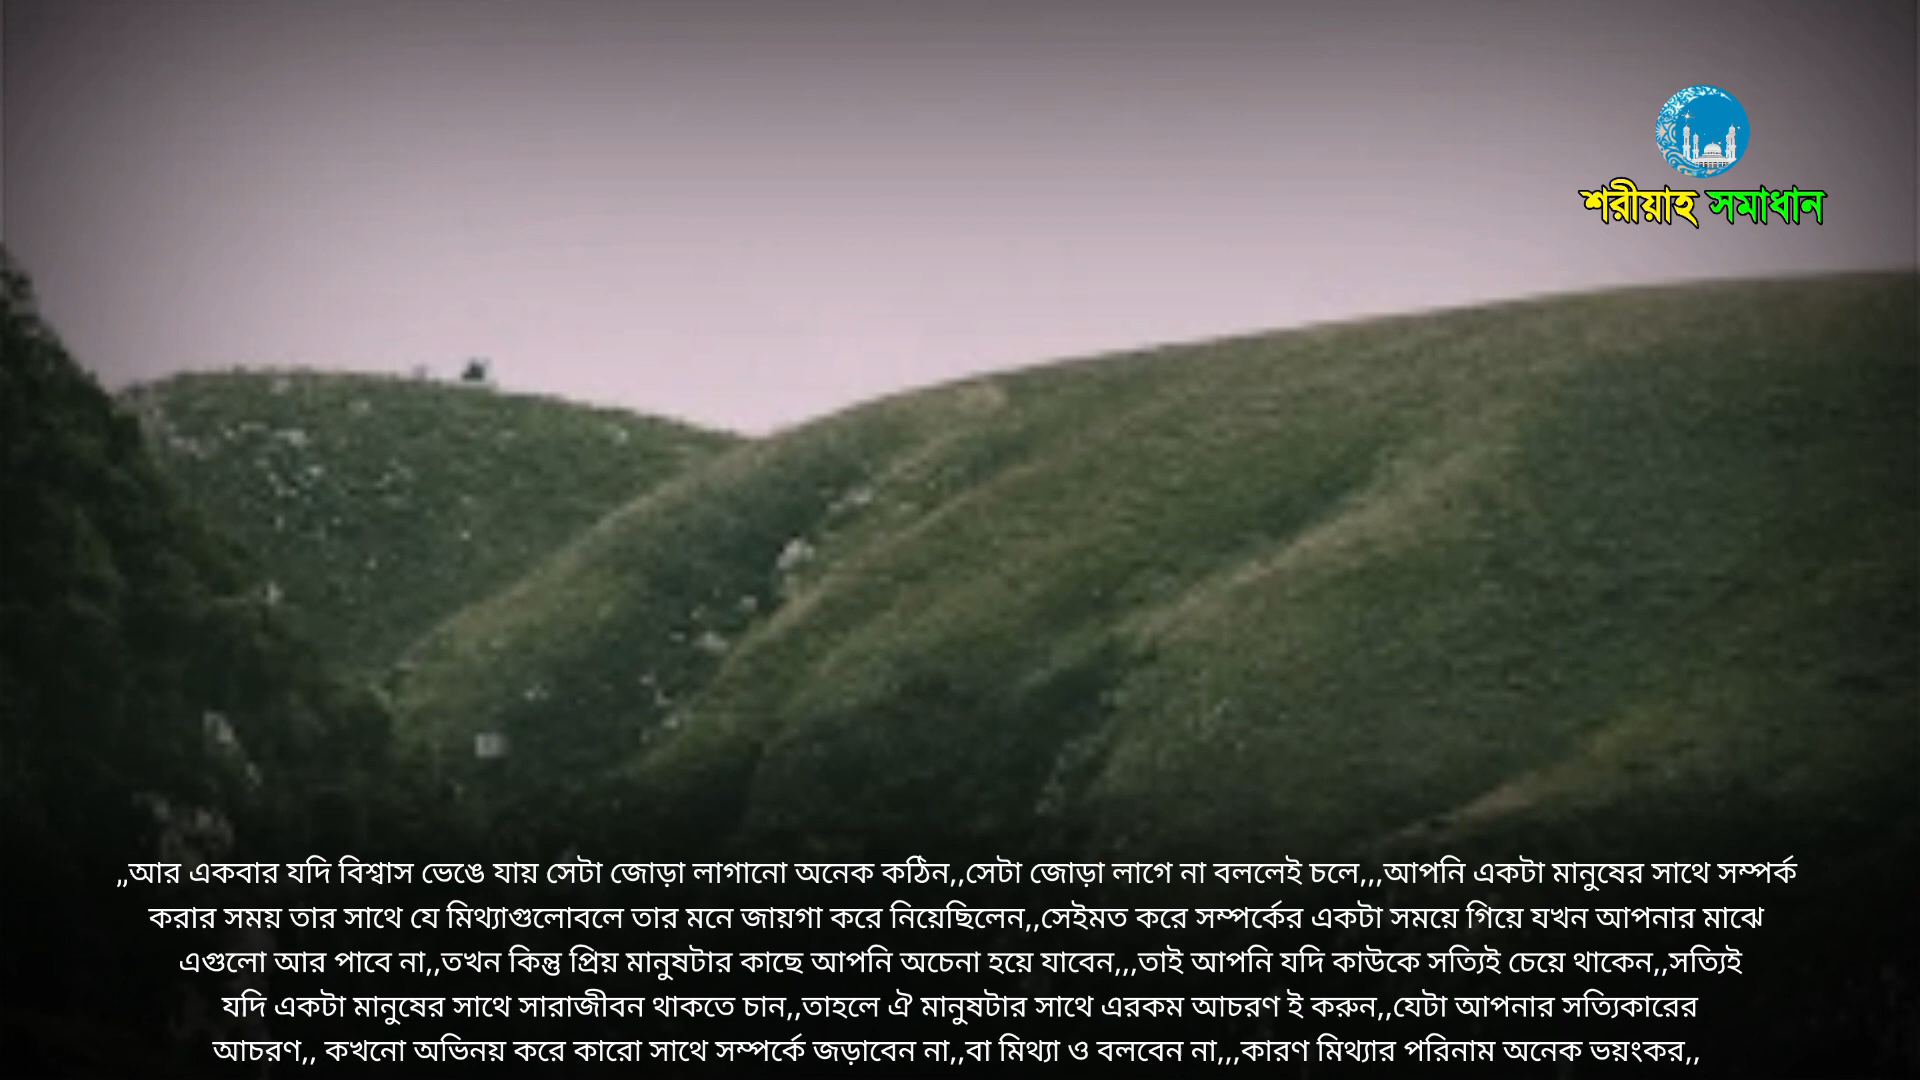 শরীয়াহ সমাধান
,,আর একবার যদি বিশ্বাস ভেঙে যায় সেটা জোড়া লাগানো অনেক কঠিন,,সেটা জোড়া লাগে না বললেই চলে,,,আপনি একটা মানুষের সাথে সম্পর্ক
করার সময় তার সাথে যে মিথ্যাগুলোবলে তার মনে জায়গা করে নিয়েছিলেন,,সেইমত করে সম্পর্কের একটা সময়ে গিয়ে যখন আপনার মাঝে
এগুলো আর পাবে না,,তখন কিন্তু প্রিয় মানুষটার কাছে আপনি অচেনা হয়ে যাবেন,,,তাই আপনি যদি কাউকে সত্যিই চেয়ে থাকেন,,সত্যিই
যদি একটা মানুষের সাথে সারাজীবন থাকতে চান,,তাহলে ঐ মানুষটার সাথে এরকম আচরণ ই করুন,,যেটা আপনার সত্যিকারের
আচরণ,, কখনো অভিনয় করে কারো সাথে সম্পর্কে জড়াবেন না,,বা মিথ্যা ও বলবেন না,,,কারণ মিথ্যার পরিনাম অনেক ভয়ংকর,,